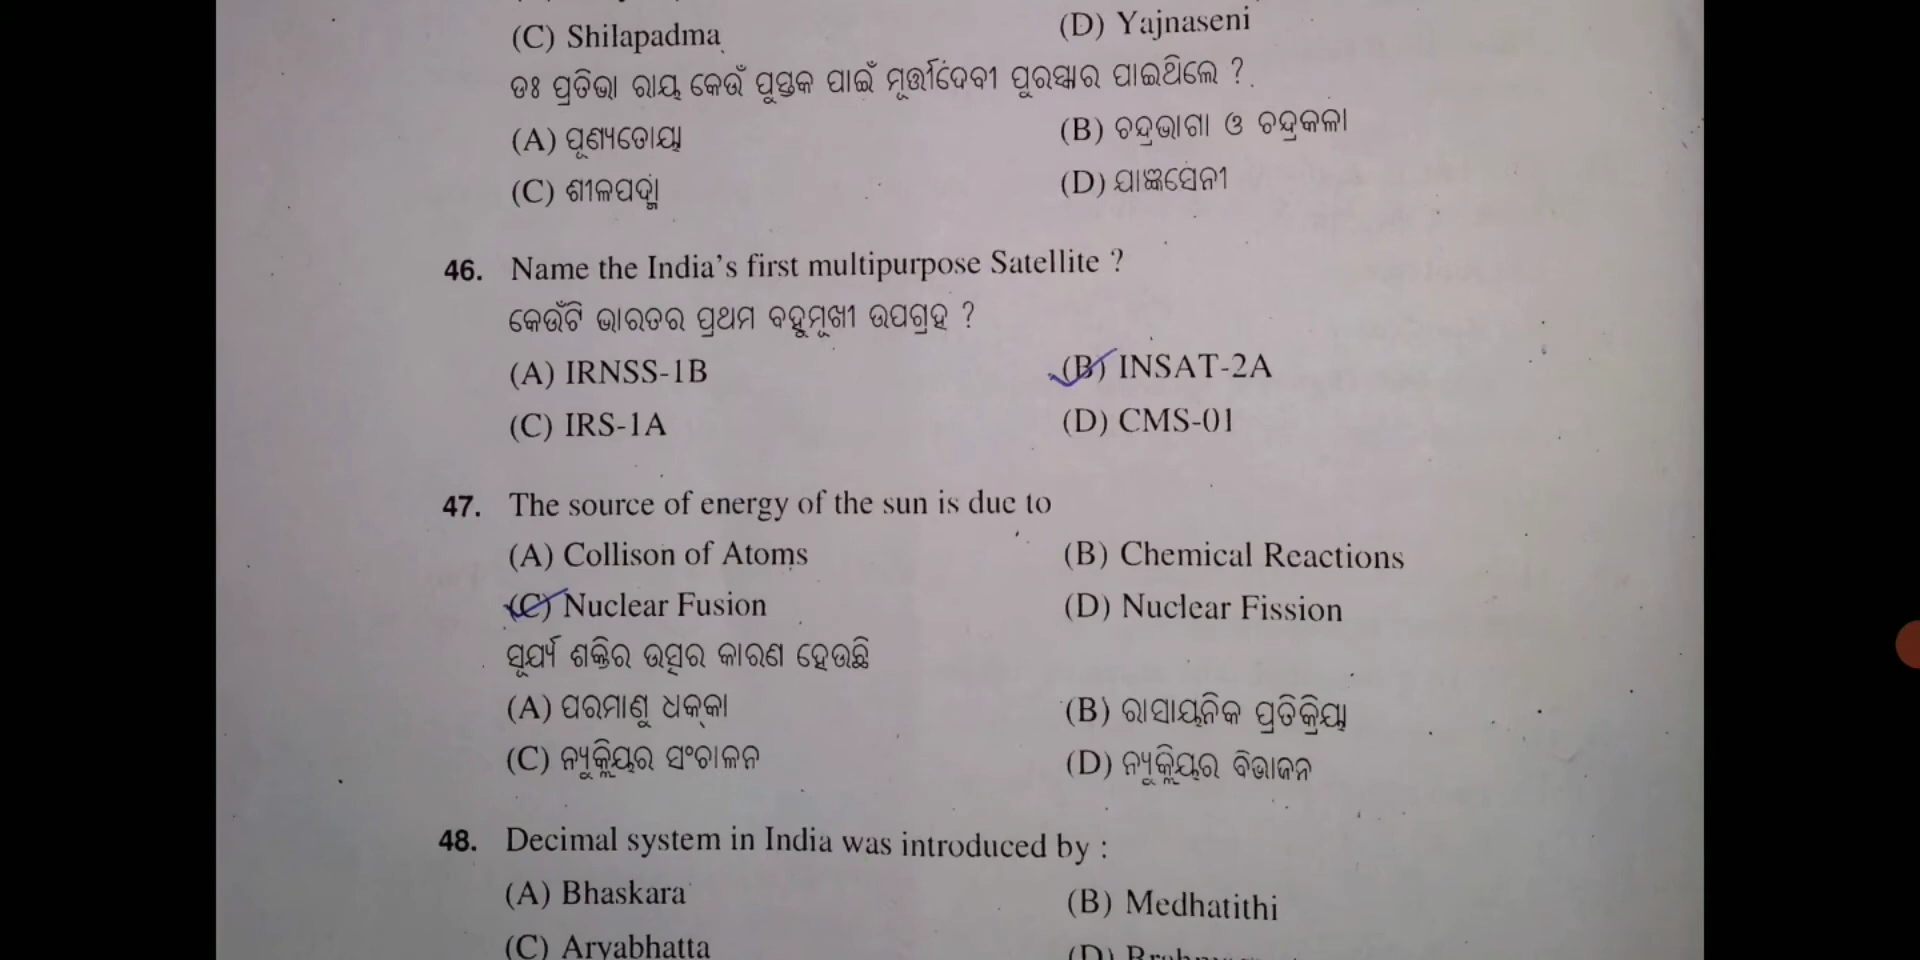 (C) Shilapadma
(D) Yajnaseni
ଡଃ ପ୍ରତିଭା ରାୟ କେଉଁ ପୁସ୍ତକ ପାଇଁ ମୂର୍ତ୍ତୀଦେବୀ ପୁରସ୍କାର ପାଇଥିଲେ ?
(A) ପୂଣ୍ୟତୋୟା
(B) ଚନ୍ଦ୍ରଭାଗା ଓ ଚନ୍ଦ୍ରକଳା
(C) ଶୀଳପଦ୍ମା
(D) ଯାଜ୍ଞସେନୀ
46. Name the India's first multipurpose Satellite ?
କେଉଁଟି ଭାରତର ପ୍ରଥମ ବହୁମୂଖୀ ଉପଗ୍ରହ ?
(A) IRNSS-1B
(B) INSAT-2A
(C) IRS-1A
(D) CMS-01
47. The source of energy of the sun is due to
(A) Collison of Atoms
(B) Chemical Reactions
(C) Nuclear Fusion
(D) Nuclear Fission
ସୂର୍ଯ୍ୟ ଶକ୍ତିର ଉତ୍ସର କାରଣ ହେଉଛି
(A) ପରମାଣୁ ଧକ୍କା
(B) ରାସାୟନିକ ପ୍ରତିକ୍ରିୟା
(C) ନ୍ୟୁକ୍ଲିୟର ସଂଚାଳନ
(D) ନ୍ୟୁକ୍ଲିୟର ବିଭାଜନ
48. Decimal system in India was introduced by :
(A) Bhaskara
(B) Medhatithi
(C) Aryabhatta
(D)